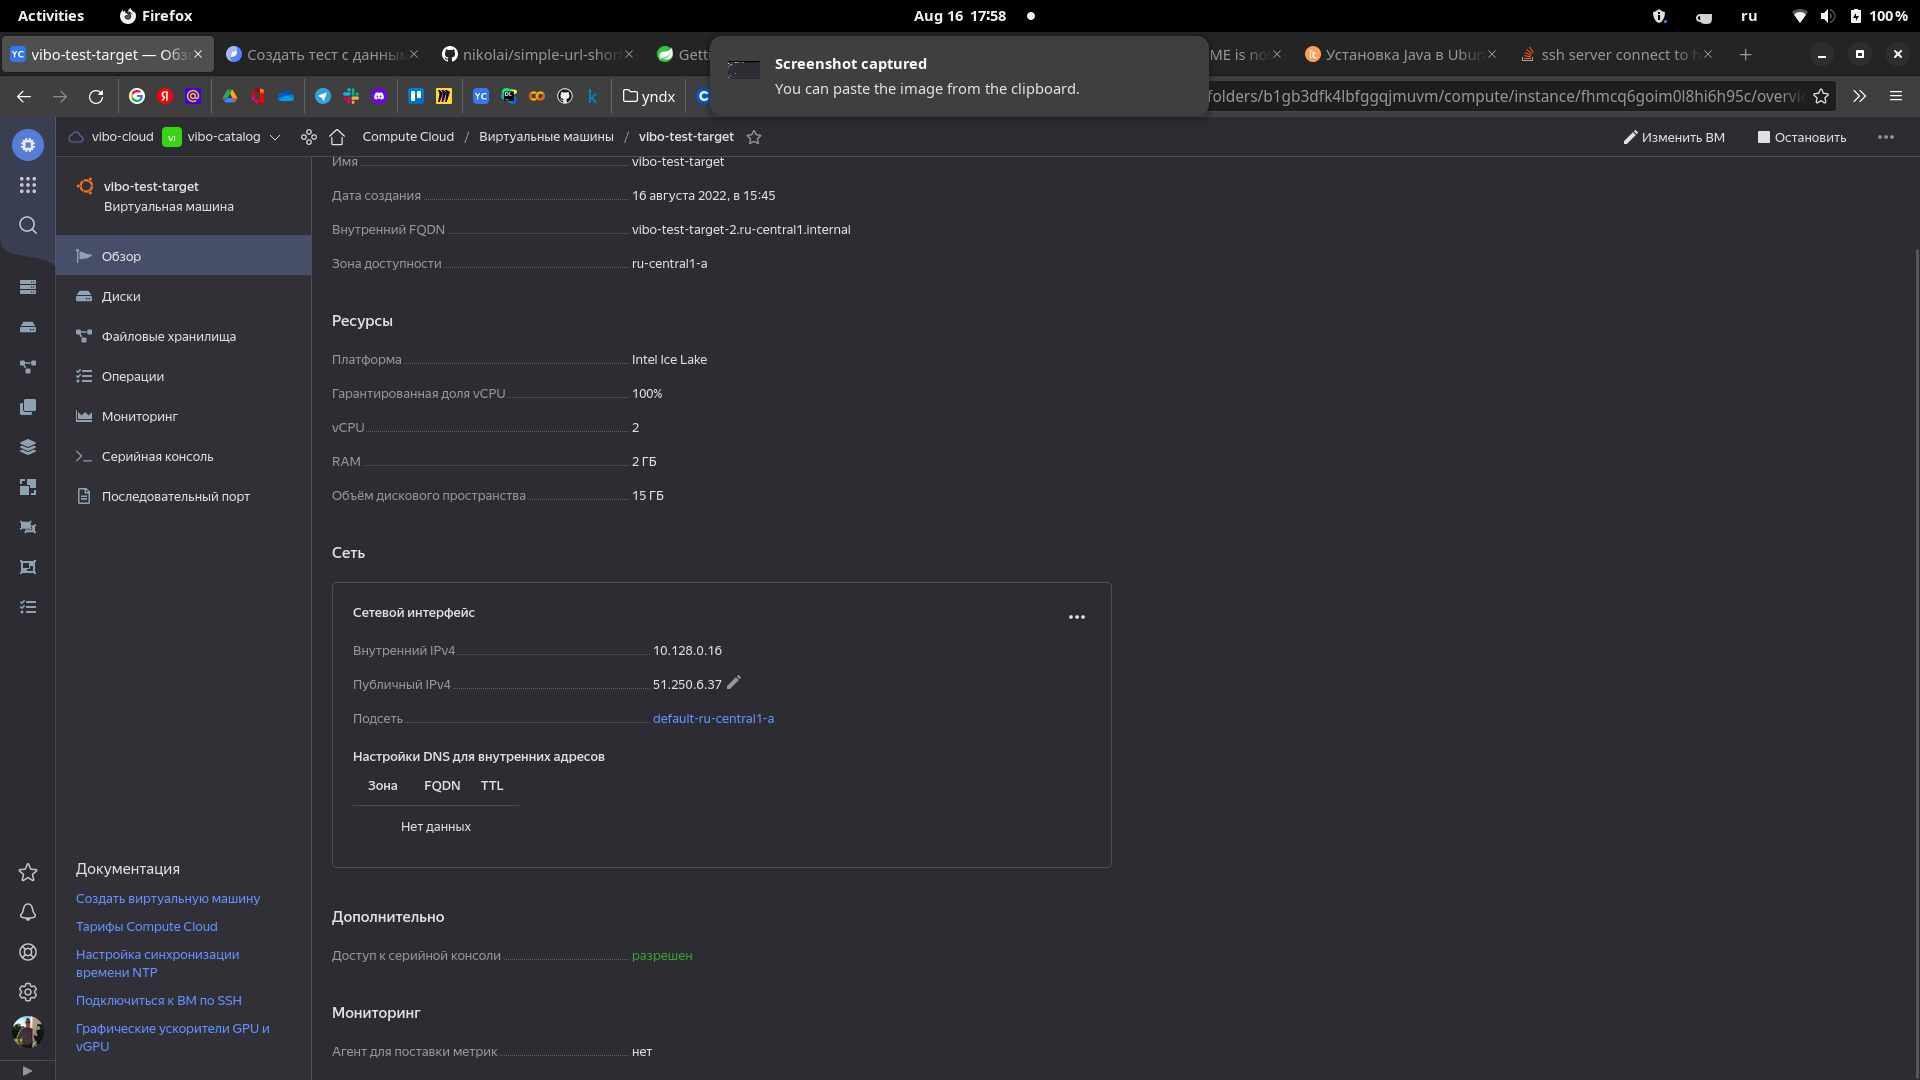 Activities
Firefox
Aug 16 17:58
ru
100 %
vibo-test-target — Обз
Создать тест с данны
nikolai/simple-url-shor
Getti
ME is no
Установка Java в Ubun
ssh server connect to h
Screenshot captured
You can paste the image from the clipboard.
yndx
folders/b1gb3dfk4lbfggqjmuvm/compute/instance/fhmcq6goim0l8hi6h95c/overvi
vibo-cloud
vibo-catalog
Compute Cloud / Виртуальные машины / vibo-test-target
Изменить ВМ
Остановить
vibo-test-target
Виртуальная машина
Обзор
Диски
Файловые хранилища
Операции
Мониторинг
Серийная консоль
Последовательный порт
Документация
Создать виртуальную машину
Тарифы Compute Cloud
Настройка синхронизации
времени NTP
Подключиться к ВМ по SSH
Графические ускорители GPU и
vGPU
Имя vibo-test-target
Дата создания 16 августа 2022, в 15:45
Внутренний FQDN vibo-test-target-2.ru-central1.internal
Зона доступности ru-central1-a
Ресурсы
Платформа Intel Ice Lake
Гарантированная доля vCPU 100%
vCPU 2
RAM 2 ГБ
Объём дискового пространства 15 ГБ
Сеть
Сетевой интерфейс
Внутренний IPv4 10.128.0.16
Публичный IPv4 51.250.6.37
Подсеть default-ru-central1-a
Настройки DNS для внутренних адресов
Зона FQDN TTL
Нет данных
Дополнительно
Доступ к серийной консоли разрешен
Мониторинг
Агент для поставки метрик нет